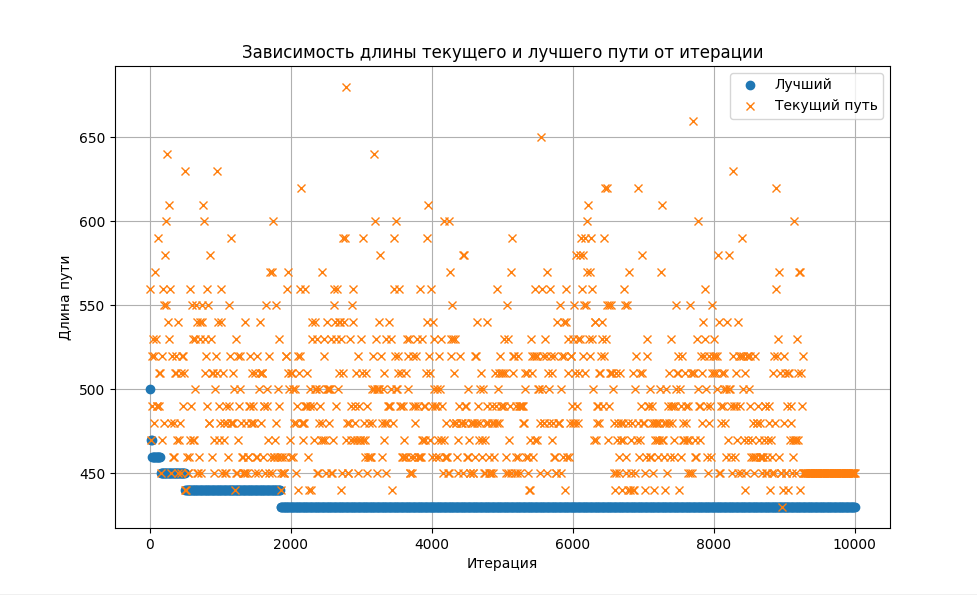 Зависимость длины текущего и лучшего пути от итерации
Лучший
Текущий путь
Длина пути
650
600
550
500
450
0 2000 4000 6000 8000 10000
Итерация